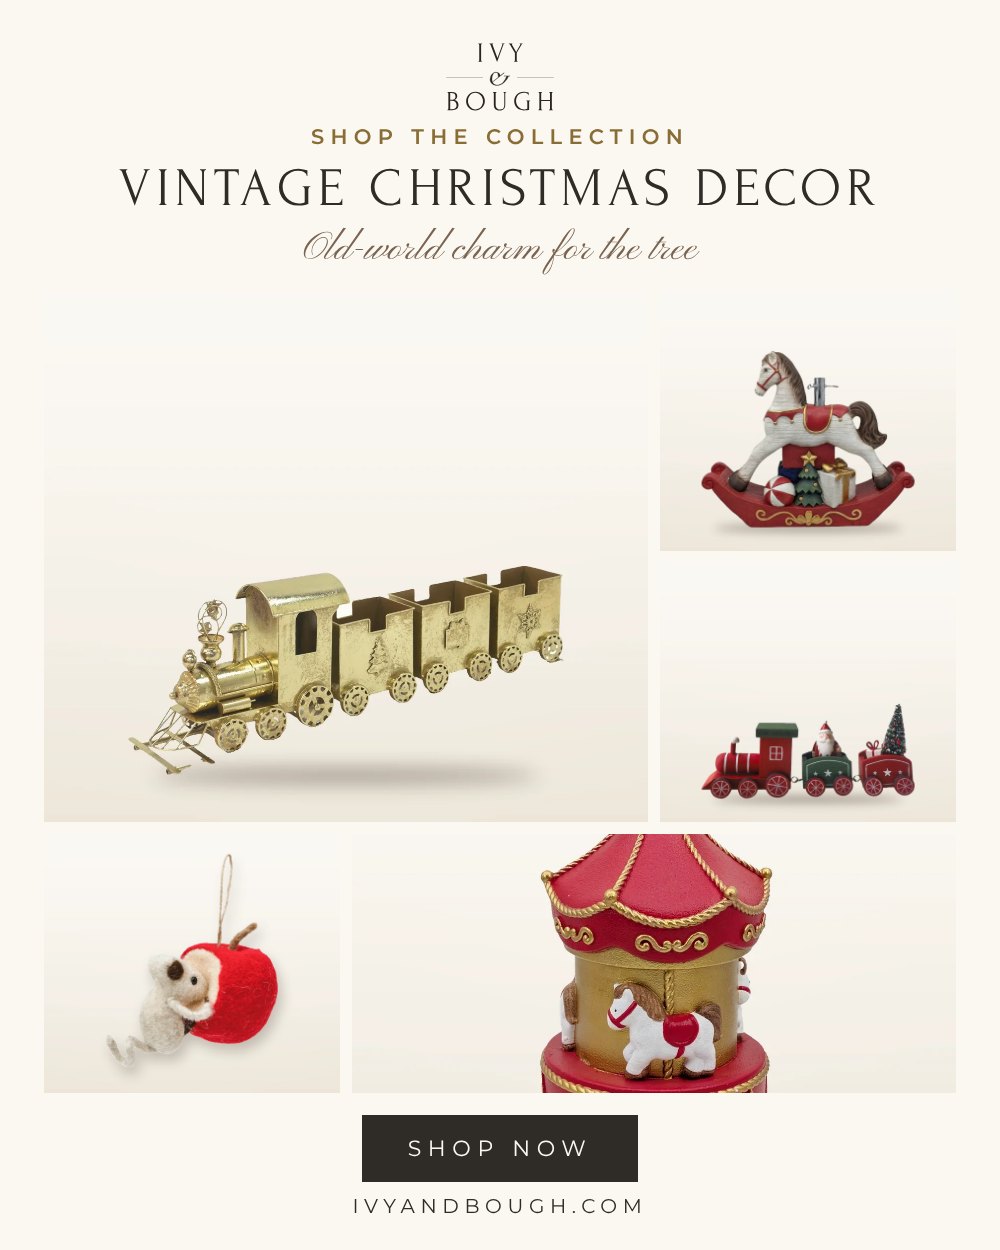 IVY
&
BOUGH
SHOP THE COLLECTION
VINTAGE CHRISTMAS DECOR
Old-world charm for the tree
SHOP NOW
IVYANDBOUGH.COM